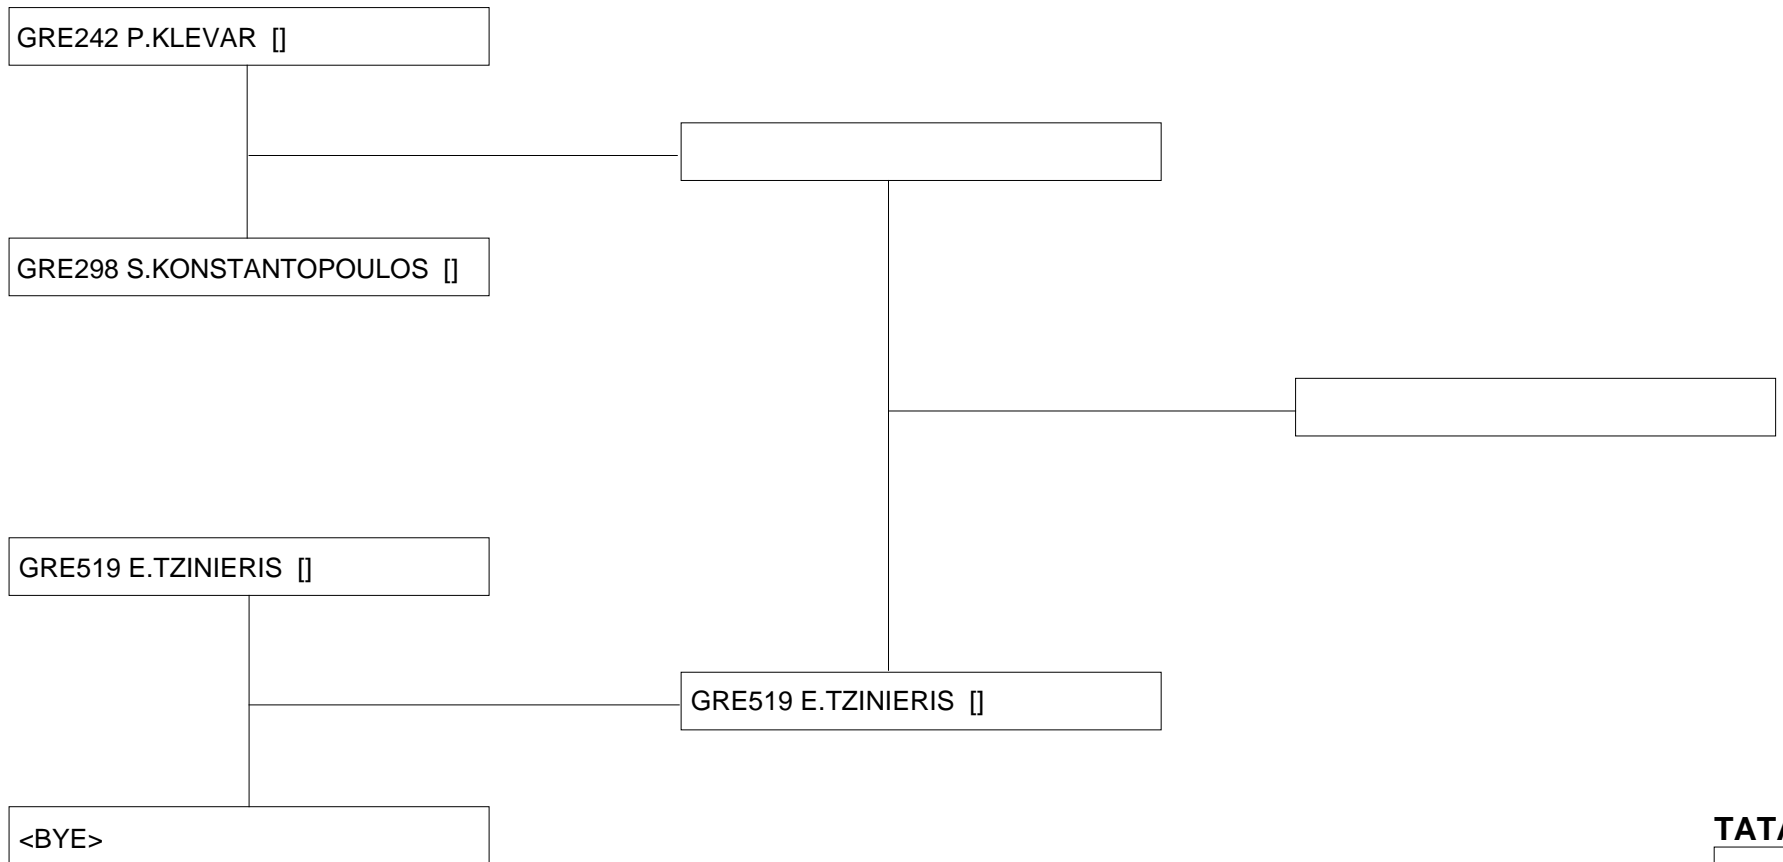 GRE242 P.KLEVAR []
GRE298 S.KONSTANTOPOULOS []
GRE519 E.TZINIERIS []
GRE519 E.TZINIERIS []
<BYE>